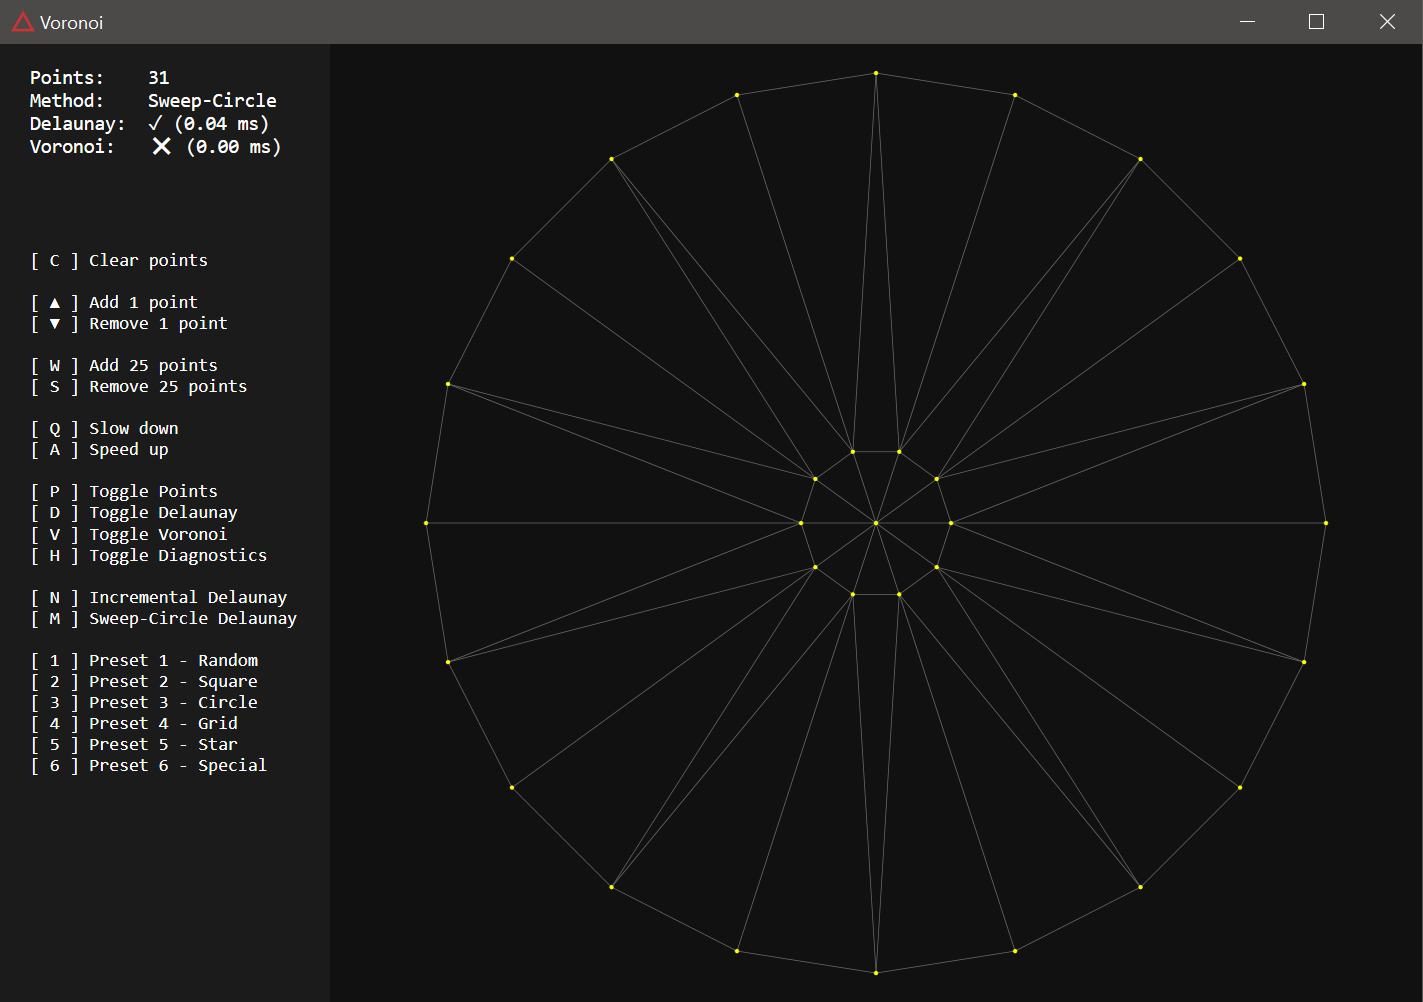 Voronoi
Points: 31
Method: Sweep-Circle
Delaunay: ✓ (0.04 ms)
Voronoi: ✕ (0.00 ms)
[ C ] Clear points
[ ▲ ] Add 1 point
[ ▼ ] Remove 1 point
[ W ] Add 25 points
[ S ] Remove 25 points
[ Q ] Slow down
[ A ] Speed up
[ P ] Toggle Points
[ D ] Toggle Delaunay
[ V ] Toggle Voronoi
[ H ] Toggle Diagnostics
[ N ] Incremental Delaunay
[ M ] Sweep-Circle Delaunay
[ 1 ] Preset 1 - Random
[ 2 ] Preset 2 - Square
[ 3 ] Preset 3 - Circle
[ 4 ] Preset 4 - Grid
[ 5 ] Preset 5 - Star
[ 6 ] Preset 6 - Special